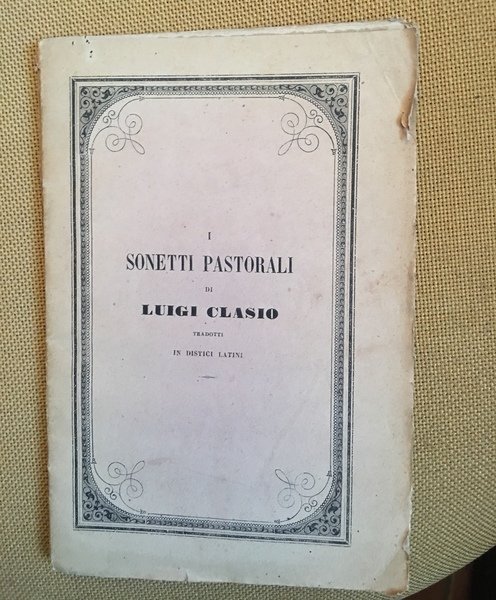 I
SONETTI PASTORALI
DI
LUIGI CLASIO
TRADOTTI
IN DISTICI LATINI